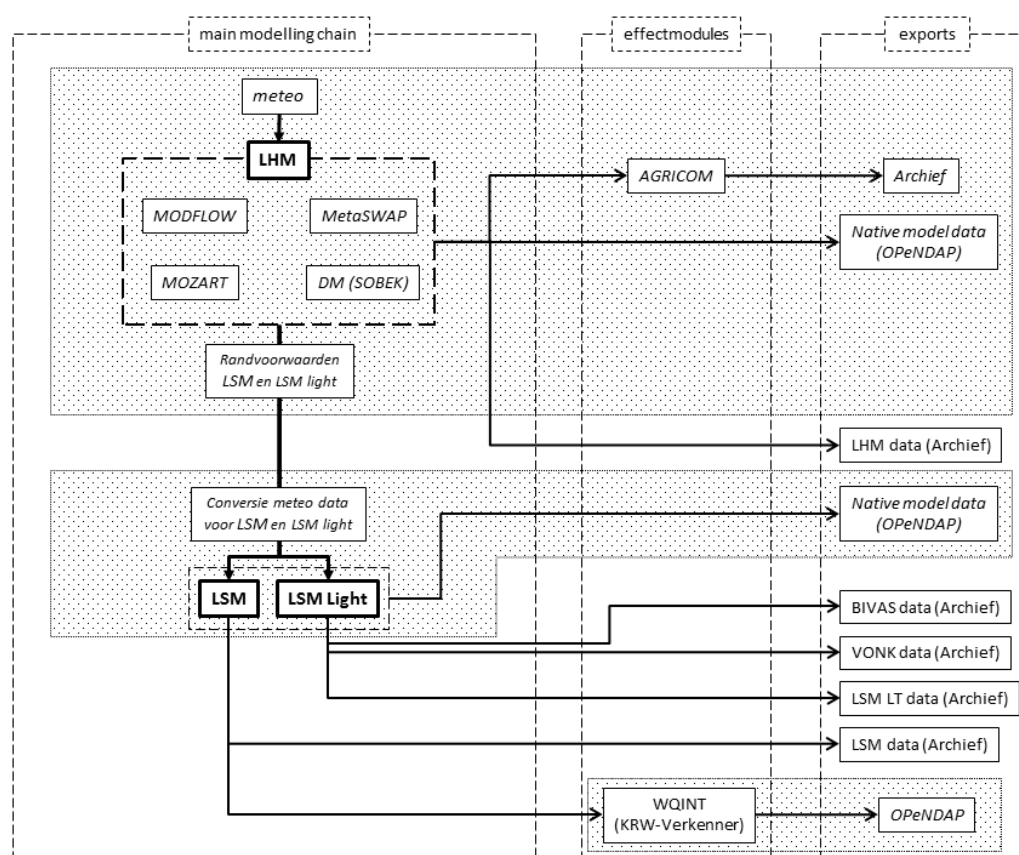 main modelling chain
effectmodules
exports
meteo
LHM
AGRICOM
Archief
MODFLOW
MetaSWAP
Native model data
(OPeNDAP)
MOZART
DM (SOBEK)
Randvoorwaarden
LSM en LSM light
LHM data (Archief)
Conversie meteo data
voor LSM en LSM light
Native model data
(OPeNDAP)
LSM
LSM Light
BIVAS data (Archief)
VONK data (Archief)
LSM LT data (Archief)
LSM data (Archief)
WQINT
(KRW-Verkenner)
OPeNDAP